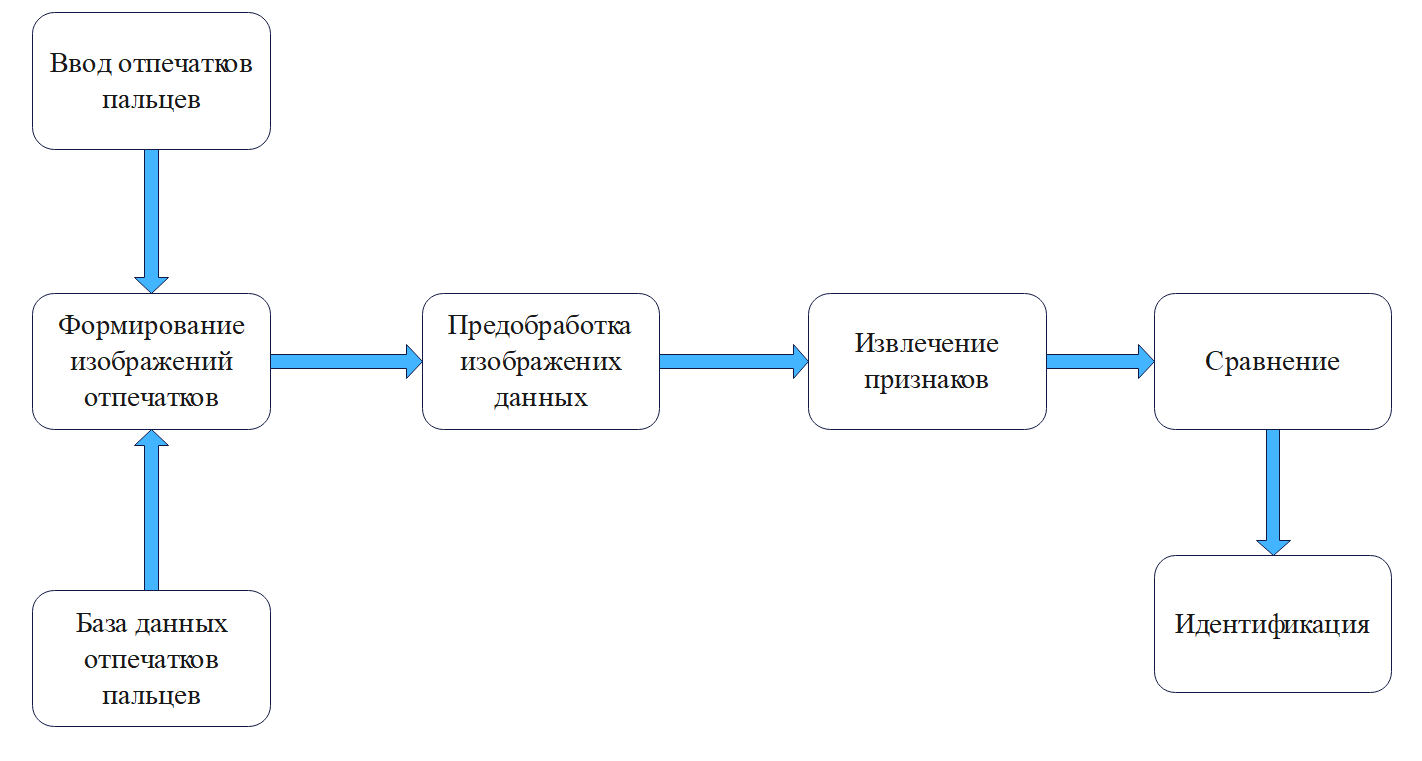 Ввод отпечатков
пальцев
Формирование
изображений
отпечатков
Предобработка
изображених
данных
Извлечение
признаков
Сравнение
База данных
отпечатков
пальцев
Идентификация